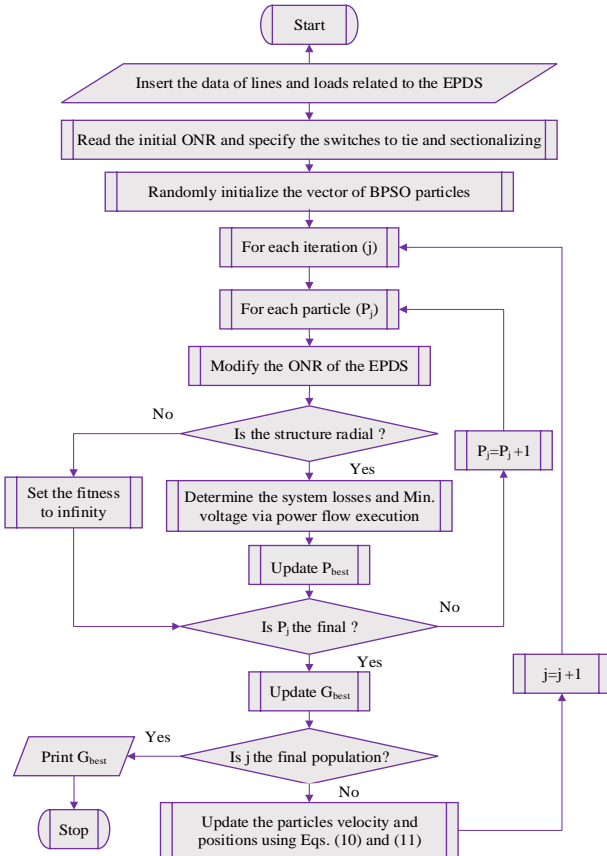 Start
Insert the data of lines and loads related to the EPDS
Read the initial ONR and specify the switches to tie and sectionalizing
Randomly initialize the vector of BPSO particles
For each iteration (j)
For each particle (Pj)
Modify the ONR of the EPDS
No
Is the structure radial ?
Pj=Pj+1
Yes
Set the fitness
to infinity
Determine the system losses and Min.
voltage via power flow execution
Update Pbest
No
Is Pj the final ?
Yes
j=j+1
Update Gbest
Yes
Print Gbest
Is j the final population?
No
Stop
Update the particles velocity and
positions using Eqs. (10) and (11)